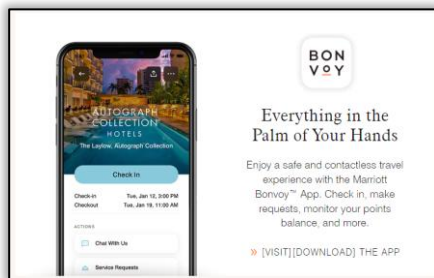 AUTOGRAPH
COLLECTION
HOTELS
The Laylow, Autograph Collection
Check In
Check-in Tue, Jan 12, 3:00 PM
Checkout Tue, Jan 19, 11:00 AM
ACTIONS
Chat With Us
Service Requests
BON
VOY
Everything in the
Palm of Your Hands
Enjoy a safe and contactless travel
experience with the Marriott
Bonvoy™ App. Check in, make
requests, monitor your points
balance, and more.
» [VISIT][DOWNLOAD] THE APP